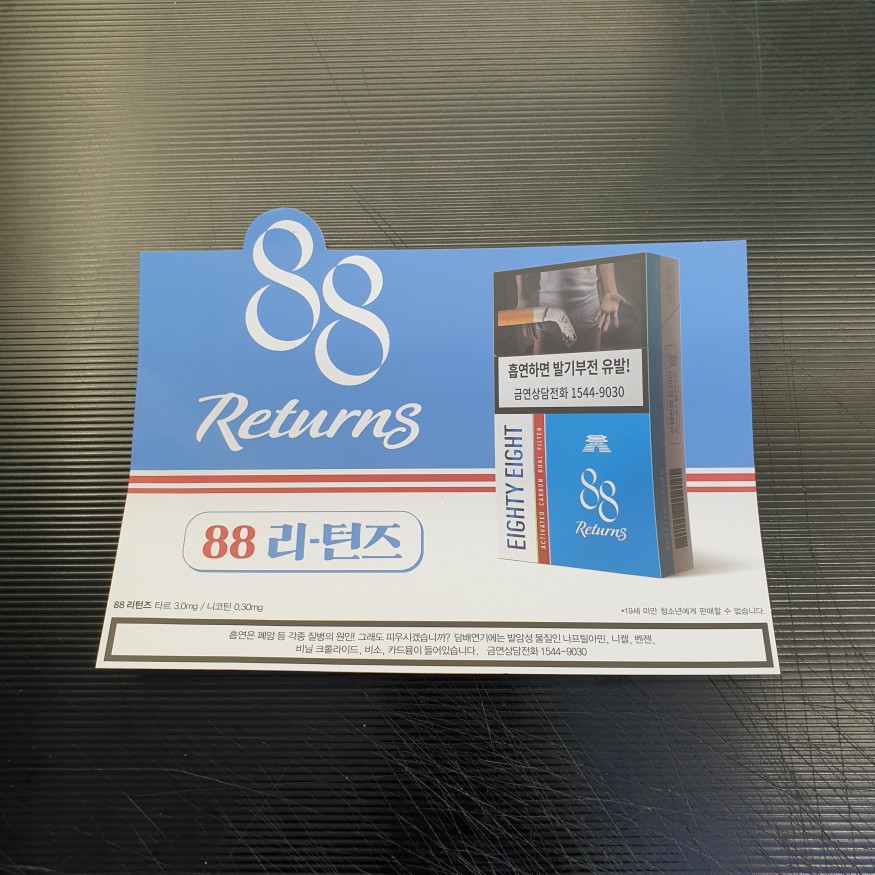 88
Returns
흡연하면 발기부전 유발!
금연상담전화 1544-9030
EIGHTY EIGHT
ACTIVATED CARBON DUAL FILTER
88
Returns
88 리-턴즈
88 리턴즈 타르 3.0mg / 니코틴 0.30mg
*19세 미만 청소년에게 판매할 수 없습니다.
흡연은 폐암 등 각종 질병의 원인! 그래도 피우시겠습니까? 담배연기에는 발암성 물질인 나프틸아민, 니켈, 벤젠,
비닐 크롤라이드, 비소, 카드뮴이 들어있습니다. 금연상담전화 1544-9030